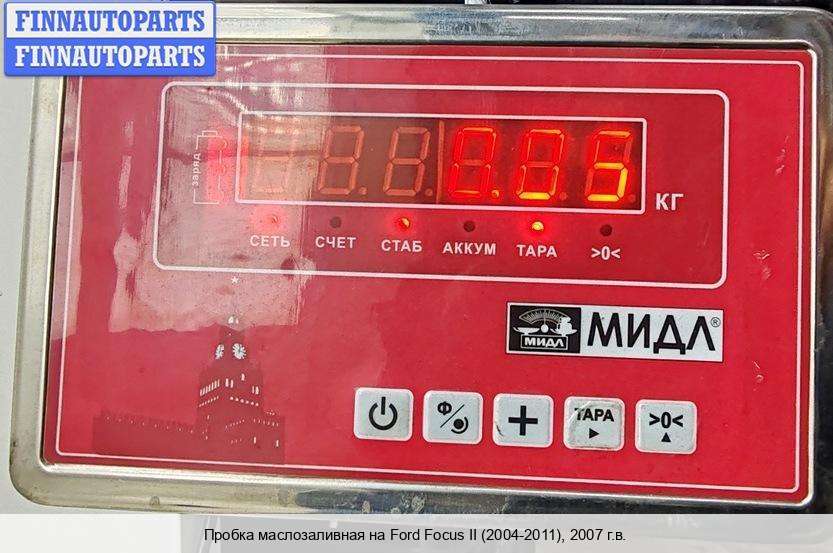 FINNAUTOPARTS
FINNAUTOPARTS
заряд
0.05
КГ
СЕТЬ СЧЕТ СТАБ АККУМ ТАРА >0<
МИДЛ МИДЛ®
Ф
ТАРА >0<
Пробка маслозаливная на Ford Focus II (2004-2011), 2007 г.в.